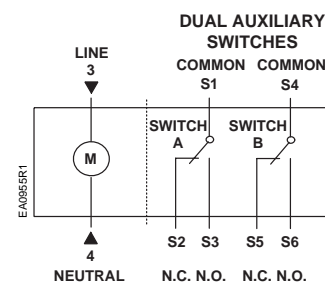 DUAL AUXILIARY
SWITCHES
LINE
3
COMMON COMMON
S1 S4
SWITCH SWITCH
A B
M
EA0955R1
S2 S3 S5 S6
4
NEUTRAL N.C. N.O. N.C. N.O.